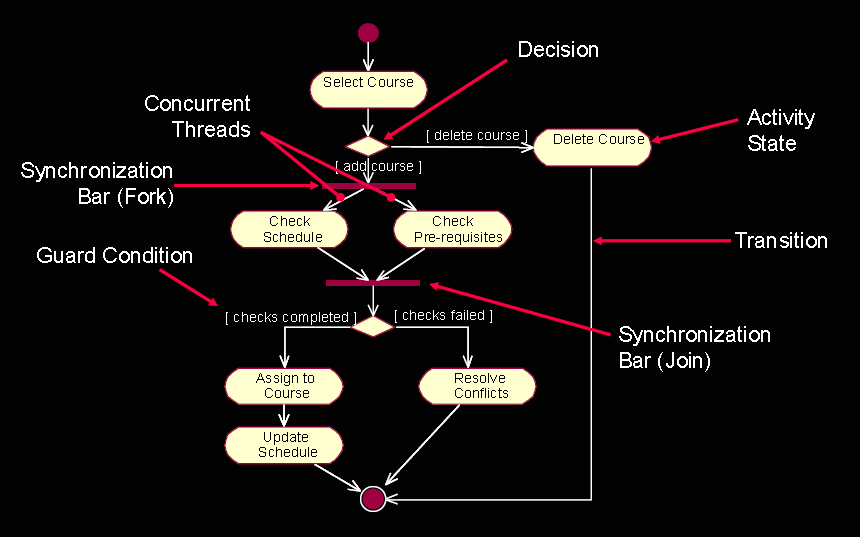 Decision
Select Course
Concurrent
Threads
Activity
State
[ delete course ]
Delete Course
[ add course ]
Synchronization
Bar (Fork)
Check
Schedule
Check
Pre-requisites
Transition
Guard Condition
[ checks completed ]
[ checks failed ]
Synchronization
Bar (Join)
Assign to
Course
Resolve
Conflicts
Update
Schedule